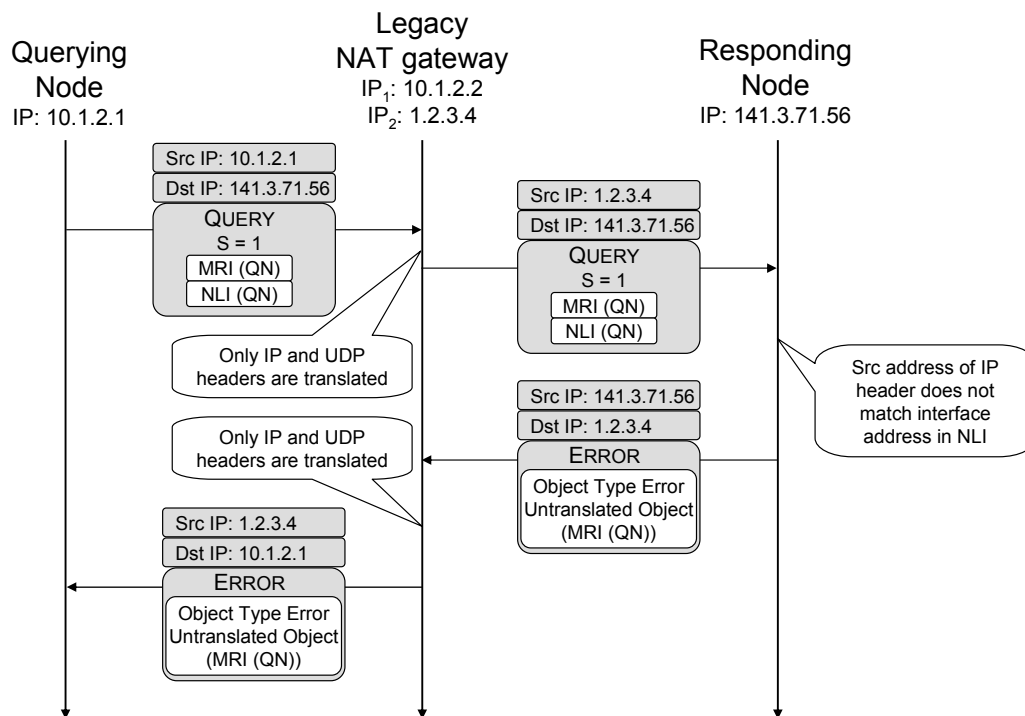 Querying
Node
IP: 10.1.2.1
Legacy
NAT gateway
IP1: 10.1.2.2
IP2: 1.2.3.4
Responding
Node
IP: 141.3.71.56
Src IP: 10.1.2.1
Dst IP: 141.3.71.56
QUERY
S = 1
MRI (QN)
NLI (QN)
Src IP: 1.2.3.4
Dst IP: 141.3.71.56
QUERY
S = 1
MRI (QN)
NLI (QN)
Only IP and UDP
headers are translated
Src address of IP
header does not
match interface
address in NLI
Src IP: 141.3.71.56
Dst IP: 1.2.3.4
ERROR
Object Type Error
Untranslated Object
(MRI (QN))
Only IP and UDP
headers are translated
Src IP: 1.2.3.4
Dst IP: 10.1.2.1
ERROR
Object Type Error
Untranslated Object
(MRI (QN))